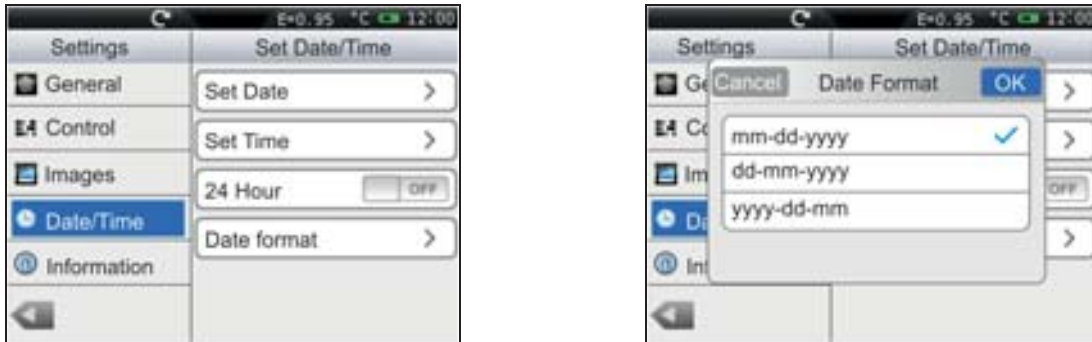 E=0.95 °C 12:00
Settings
Set Date/Time
General
Control
Images
Date/Time
Information
Set Date
Set Time
24 Hour OFF
Date format
E=0.95 °C 12:00
Settings
Set Date/Time
Cancel Date Format OK
mm-dd-yyyy
dd-mm-yyyy
yyyy-dd-mm
OFF